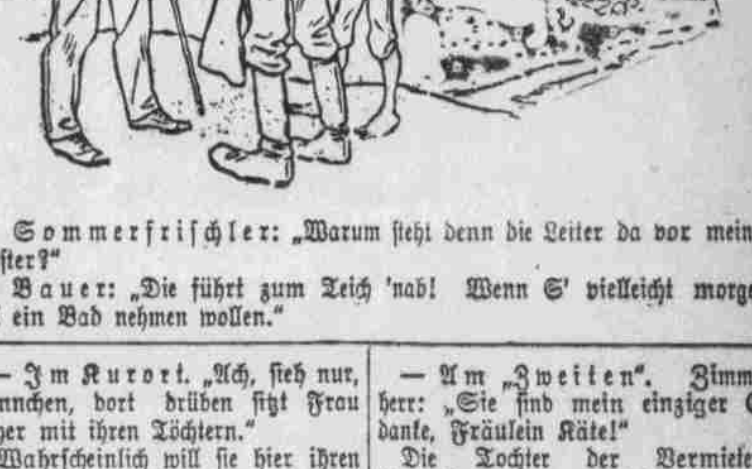 Sommerfrischler: „Warum steht denn die Leiter da vor mein
ster?“
Bauer: „Die führt zum Teich 'nab! Wenn S' vielleicht morge
ein Bad nehmen wollen.“
— Im Kurort. „Ach, sieh nur,
nnchen, dort drüben sitzt Frau
er mit ihren Töchtern.“
Wahrscheinlich will sie hier ihren
— Am „Zweiten“. Zimm
herr: „Sie sind mein einziger G
danke, Fräulein Käte!“
Die Tochter der Vermiete